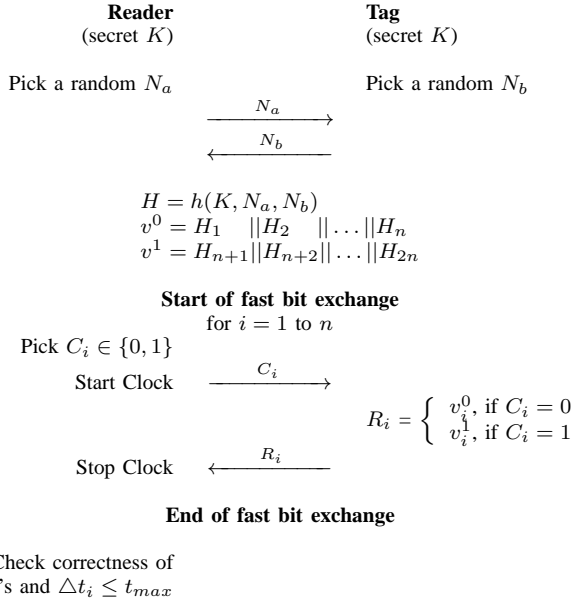 Reader Tag
(secret K) (secret K)
Pick a random N_a Pick a random N_b
N_a
N_b
H = h(K, N_a, N_b)
v^0 = H_1 ||H_2 || . . . ||H_n
v^1 = H_{n+1}||H_{n+2}|| . . . ||H_{2n}
Start of fast bit exchange
for i = 1 to n
Pick C_i ∈ {0, 1}
Start Clock C_i
R_i = { v_i^0, if C_i = 0
v_i^1, if C_i = 1
Stop Clock R_i
End of fast bit exchange
heck correctness of
's and △t_i ≤ t_{max}